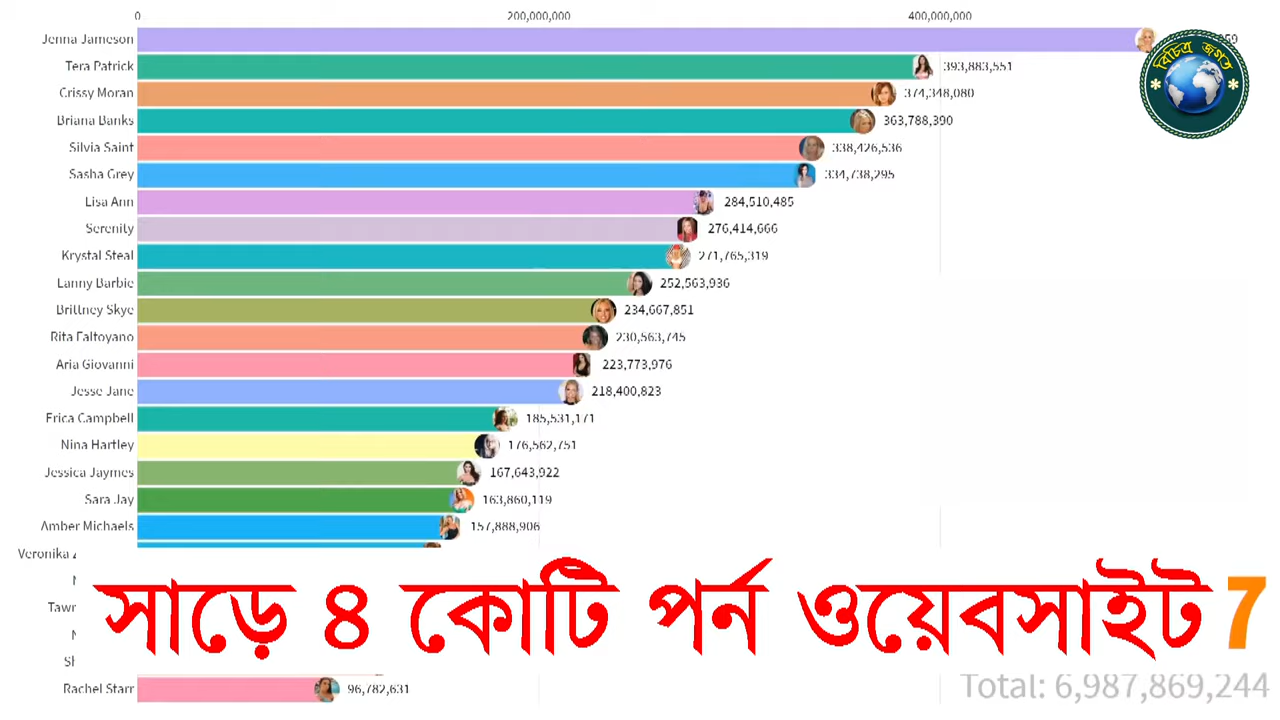 0 200,000,000 400,000,000
Jenna Jameson 59
বিচিত্র জগত
Tera Patrick 393,883,551
Crissy Moran 374,348,080
Briana Banks 363,788,390
Silvia Saint 338,426,536
Sasha Grey 334,738,295
Lisa Ann 284,510,485
Serenity 276,414,666
Krystal Steal 271,765,319
Lanny Barbie 252,563,936
Brittney Skye 234,667,851
Rita Faltoyano 230,563,745
Aria Giovanni 223,773,976
Jesse Jane 218,400,823
Erica Campbell 185,531,171
Nina Hartley 176,562,751
Jessica Jaymes 167,643,922
Sara Jay 163,860,119
Amber Michaels 157,888,906
Veronika
সাড়ে ৪ কোটি পর্ন ওয়েবসাইট 7
Rachel Starr 96,782,631
Total: 6,987,869,244